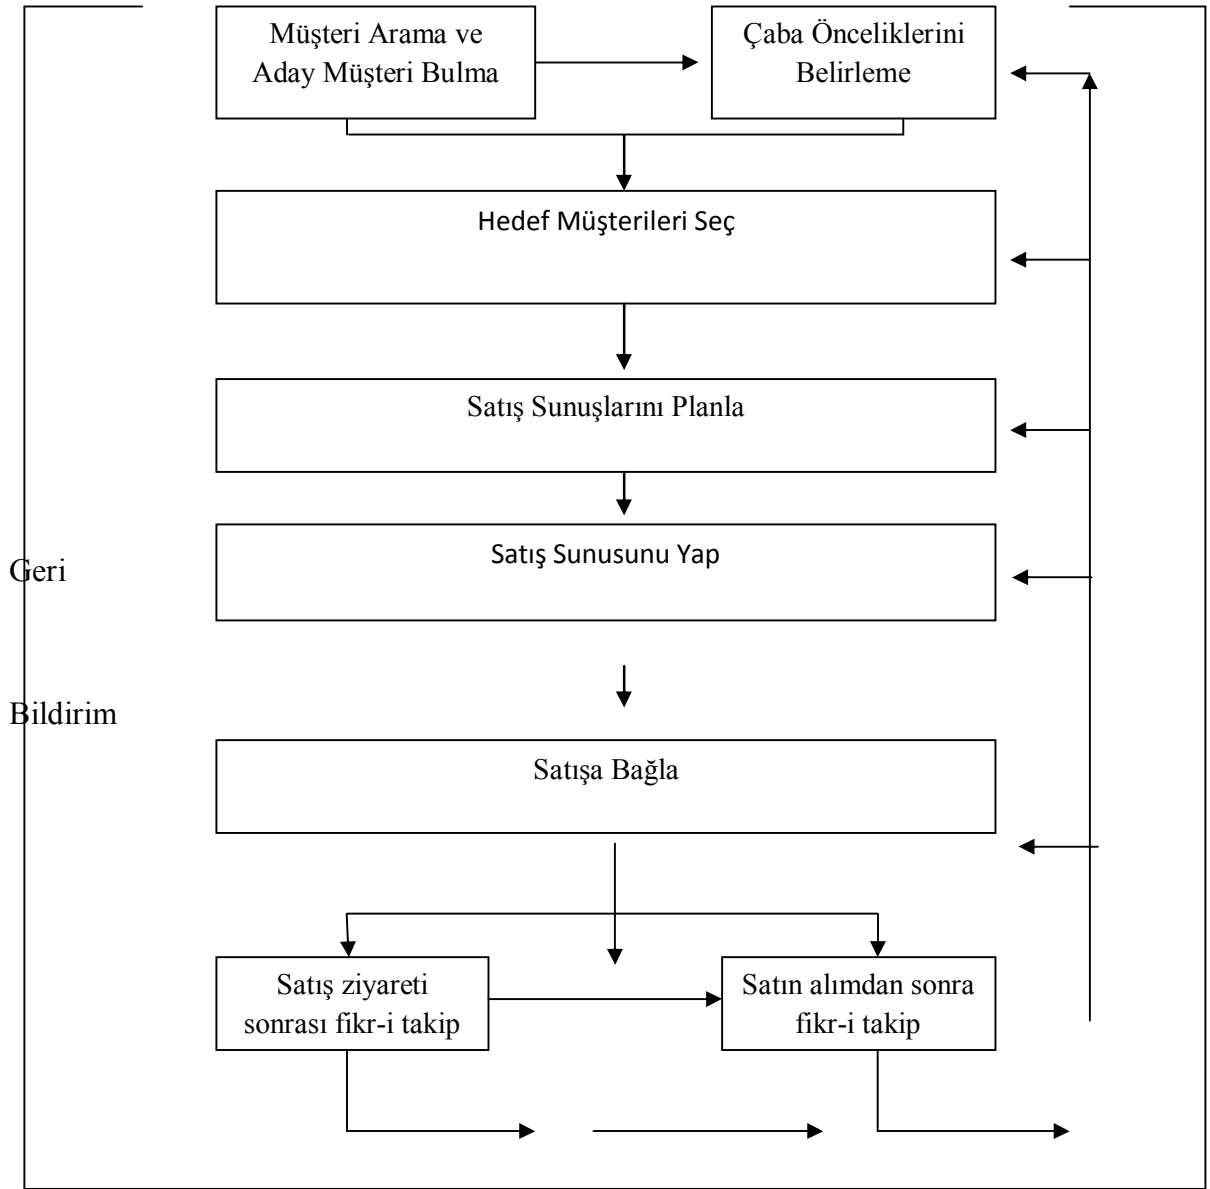 Müşteri Arama ve
Aday Müşteri Bulma
Çaba Önceliklerini
Belirleme
Hedef Müşterileri Seç
Satış Sunuşlarını Planla
Satış Sunusunu Yap
Geri
Bildirim
Satışa Bağla
Satış ziyareti
sonrası fikr-i takip
Satın alımdan sonra
fikr-i takip